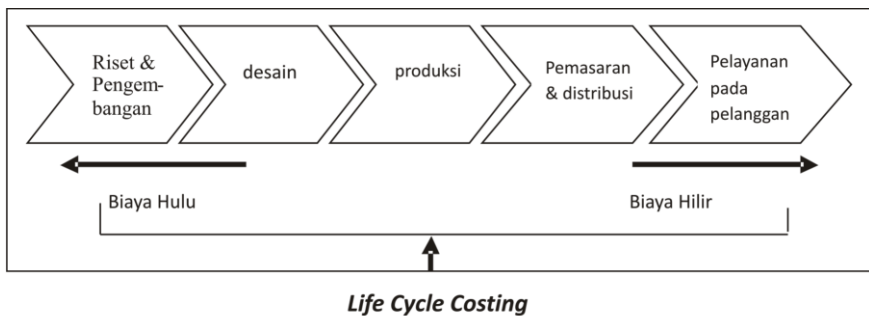 Riset &
Pengem-
bangan
desain
produksi
Pemasaran
& distribusi
Pelayanan
pada
pelanggan
Biaya Hulu
Biaya Hilir
Life Cycle Costing